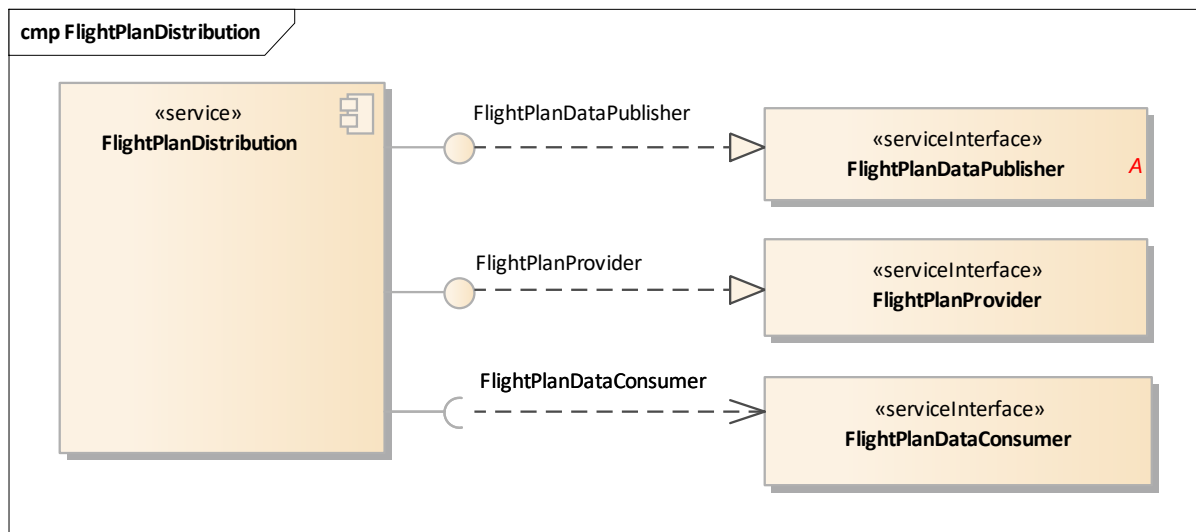 cmp FlightPlanDistribution
«service»
FlightPlanDistribution
FlightPlanDataPublisher
«serviceInterface»
FlightPlanDataPublisher
A
FlightPlanProvider
«serviceInterface»
FlightPlanProvider
FlightPlanDataConsumer
«serviceInterface»
FlightPlanDataConsumer